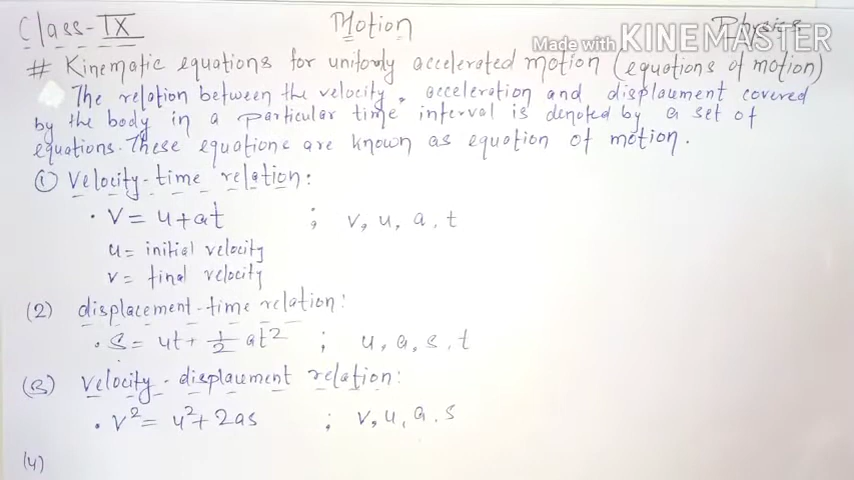 Class-IX Motion Physics
Made with KINEMASTER
# Kinematic equations for uniformly accelerated motion (equations of motion)
The relation between the velocity, acceleration and displacement covered
by the body in a particular time interval is denoted by a set of
equations. These equations are known as equation of motion.
① Velocity-time relation:
• V = u+at ; v, u, a, t
u = initial velocity
v = final velocity
(2) displacement-time relation:
• S = ut + 1/2 at² ; u, a, s, t
(3) velocity-displacement relation:
• V² = u² + 2as ; v, u, a, s
(4)